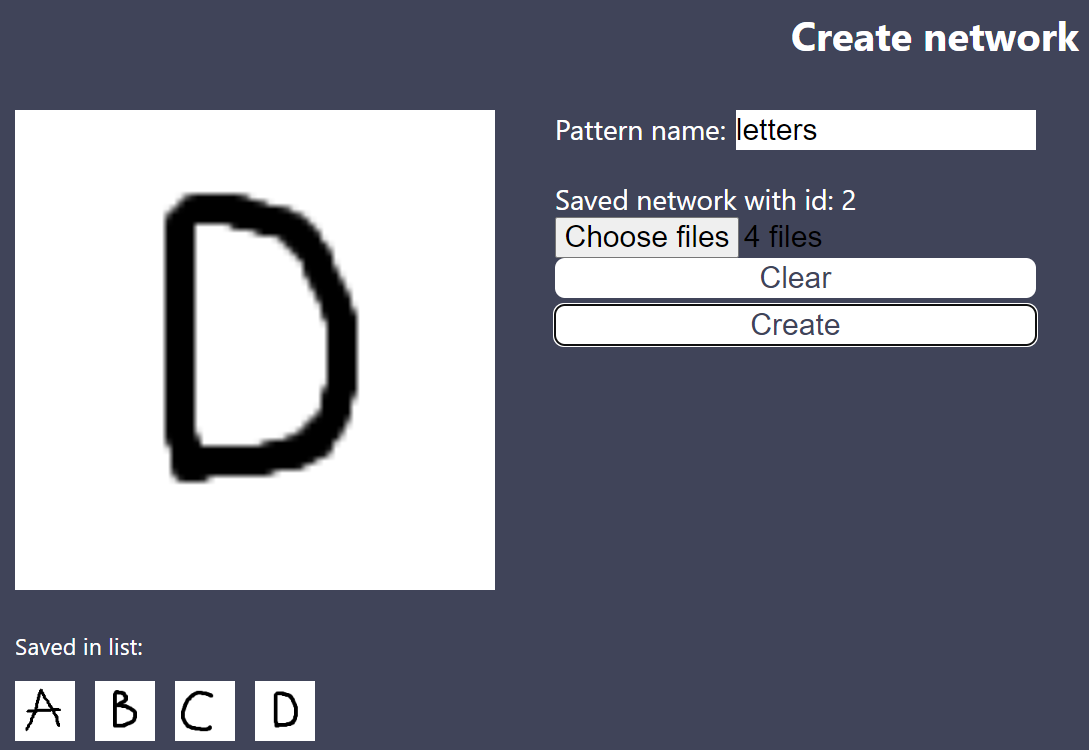 Create network
D
Pattern name: letters
Saved network with id: 2
Choose files 4 files
Clear
Create
Saved in list:
A B C D